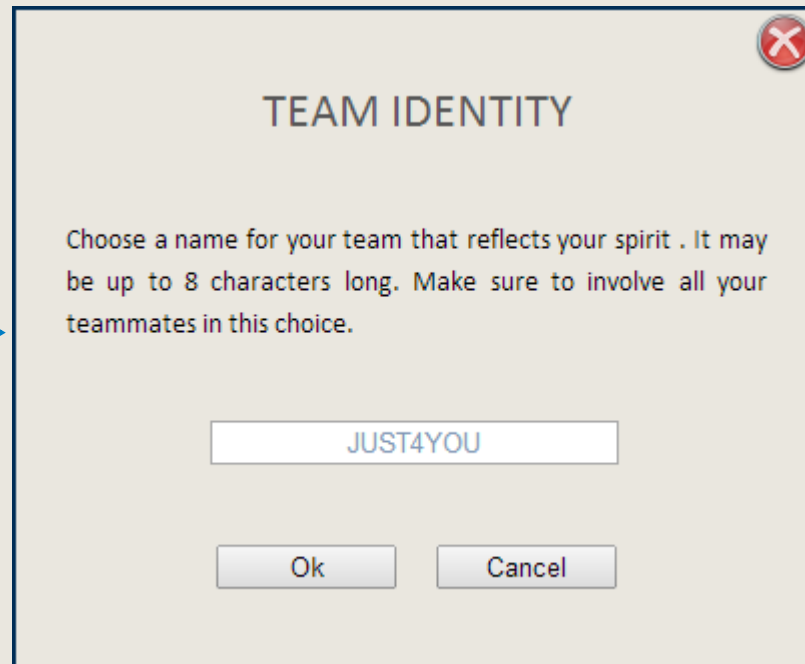 TEAM IDENTITY
Choose a name for your team that reflects your spirit . It may
be up to 8 characters long. Make sure to involve all your
teammates in this choice.
JUST4YOU
Ok Cancel